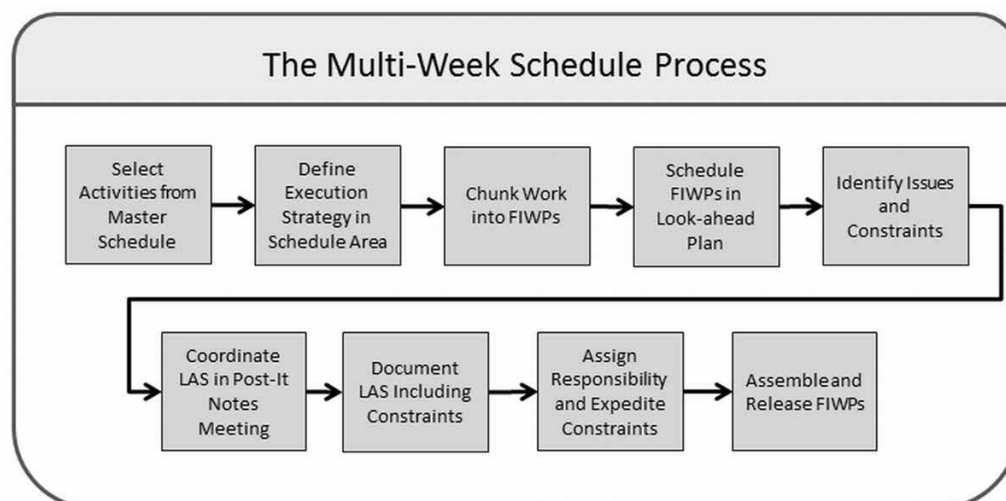 The Multi-Week Schedule Process
Select
Activities from
Master
Schedule
Define
Execution
Strategy in
Schedule Area
Chunk Work
into FIWPs
Schedule
FIWPs in
Look-ahead
Plan
Identify Issues
and
Constraints
Coordinate
LAS in Post-It
Notes
Meeting
Document
LAS Including
Constraints
Assign
Responsibility
and Expedite
Constraints
Assemble and
Release FIWPs